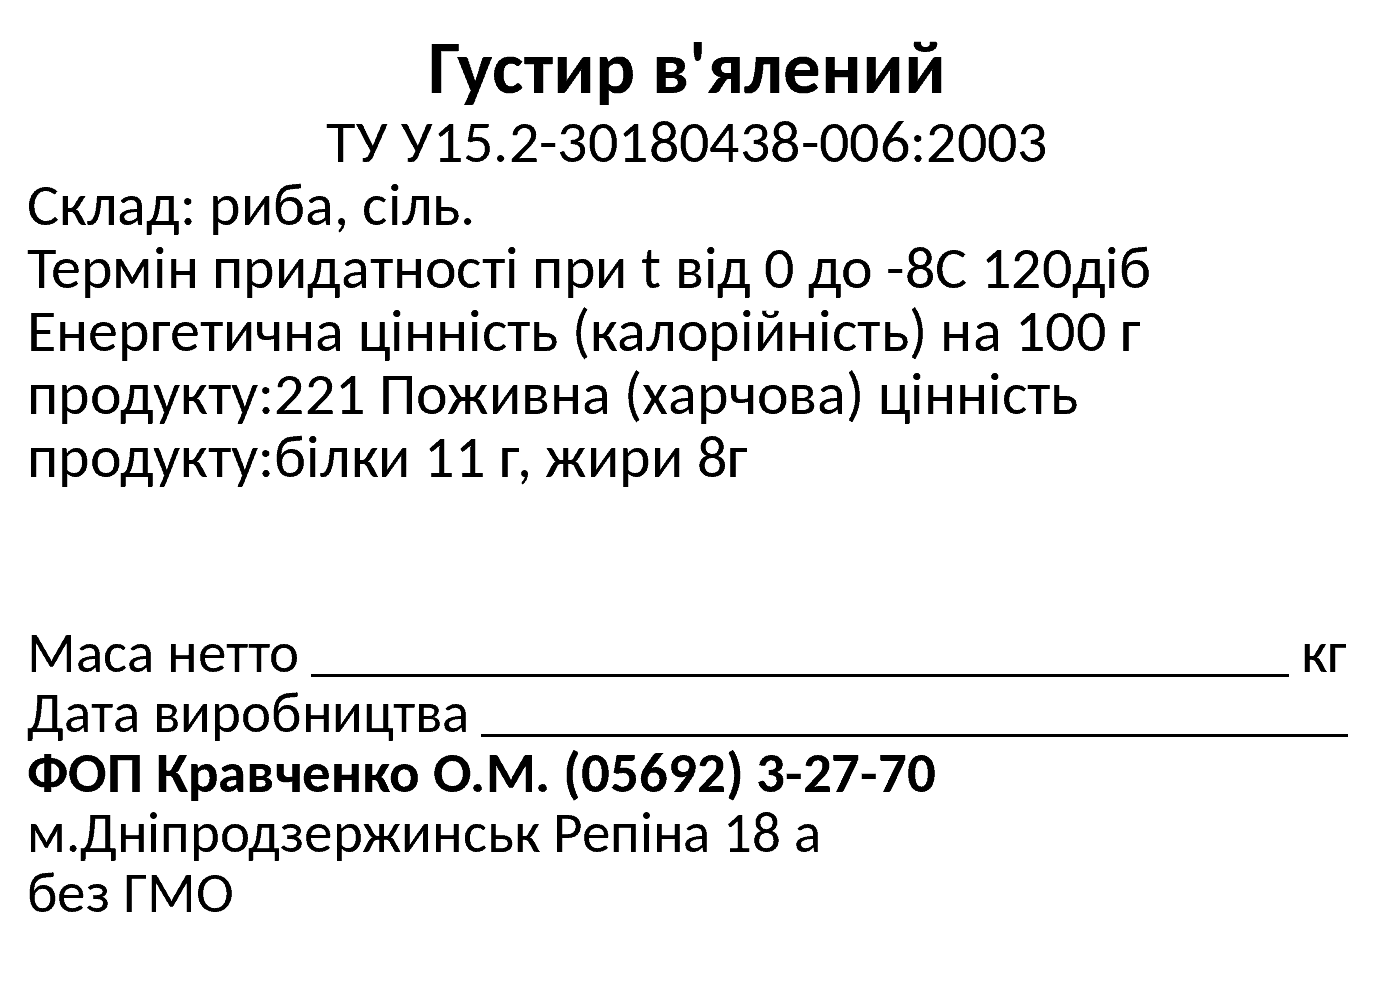 Густир в'ялений
ТУ У15.2-30180438-006:2003
Склад: риба, сіль.
Термін придатності при t від 0 до -8С 120діб
Енергетична цінність (калорійність) на 100 г
продукту:221 Поживна (харчова) цінність
продукту:білки 11 г, жири 8г
Маса нетто ______________________________ кг
Дата виробництва ___________________________
ФОП Кравченко О.М. (05692) 3-27-70
м.Дніпродзержинськ Репіна 18 а
без ГМО